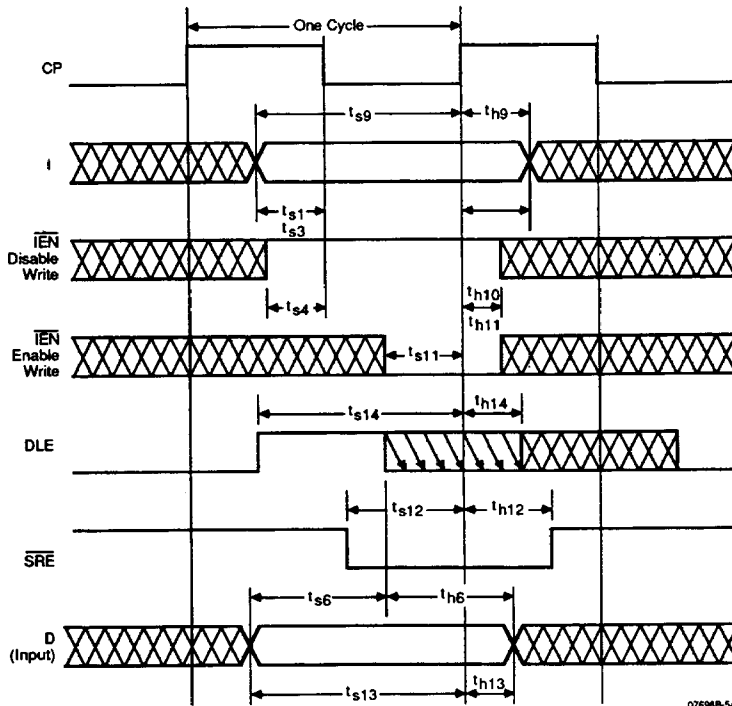 One Cycle
CP
ts9
th9
I
ts1
ts3
IEN
Disable
Write
ts4
th10
th11
IEN
Enable
Write
ts11
ts14
th14
DLE
ts12
th12
SRE
ts6
th6
D
(Input)
ts13
th13